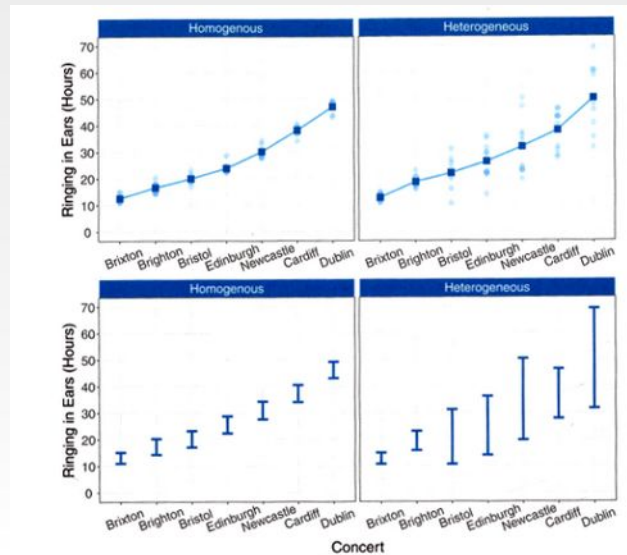 Homogenous Heterogeneous
70
60
50
40
30
20
10
0
Ringing in Ears (Hours)
Brixton Brighton Bristol Edinburgh Newcastle Cardiff Dublin Brixton Brighton Bristol Edinburgh Newcastle Cardiff Dublin
Homogenous Heterogeneous
70
60
50
40
30
20
10
0
Ringing in Ears (Hours)
Brixton Brighton Bristol Edinburgh Newcastle Cardiff Dublin Brixton Brighton Bristol Edinburgh Newcastle Cardiff Dublin
Concert